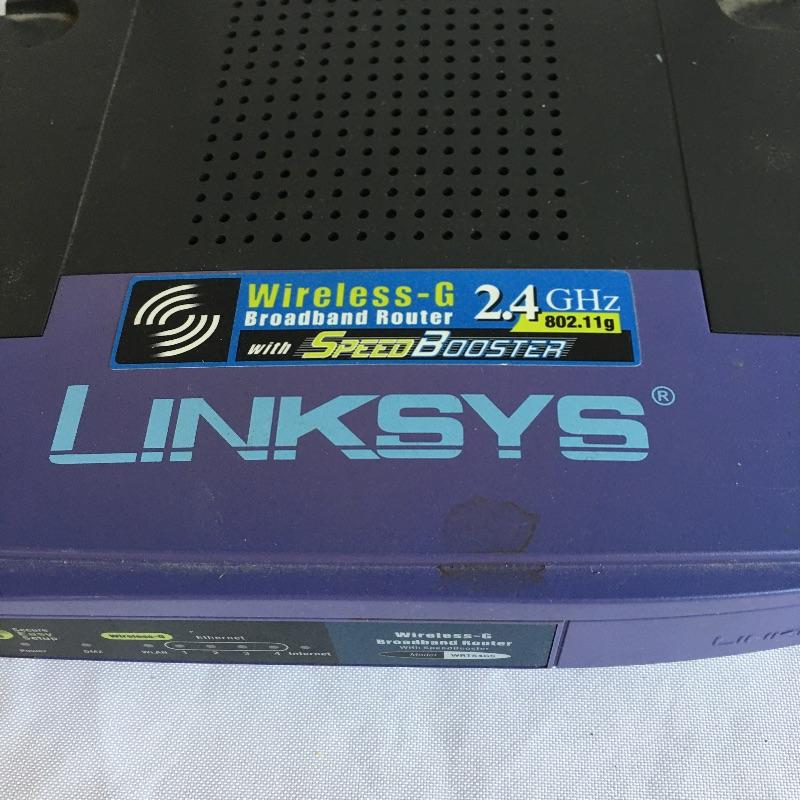 Wireless-G 2.4 GHz
Broadband Router 802.11g
with SPEEDBOOSTER
LINKSYS®
Secure
Easy
Setup
Wireless-G
Ethernet
Power DMZ WLAN 1 2 3 4 Internet
Wireless-G
Broadband Router
With SpeedBooster
Model WRT54GS